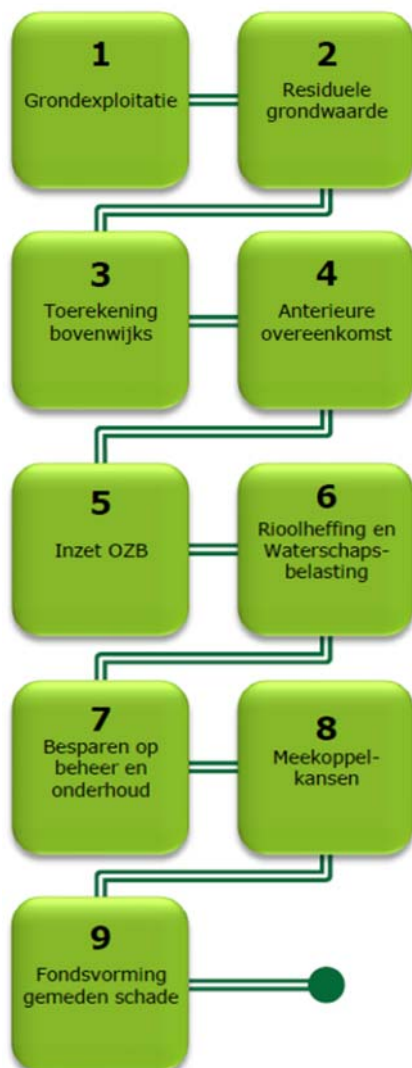 1
Grondexploitatie
2
Residuele
grondwaarde
3
Toerekening
bovenwijks
4
Anterieure
overeenkomst
5
Inzet OZB
6
Rioolheffing en
Waterschaps-
belasting
7
Besparen op
beheer en
onderhoud
8
Meekoppel-
kansen
9
Fondsvorming
gemeden schade